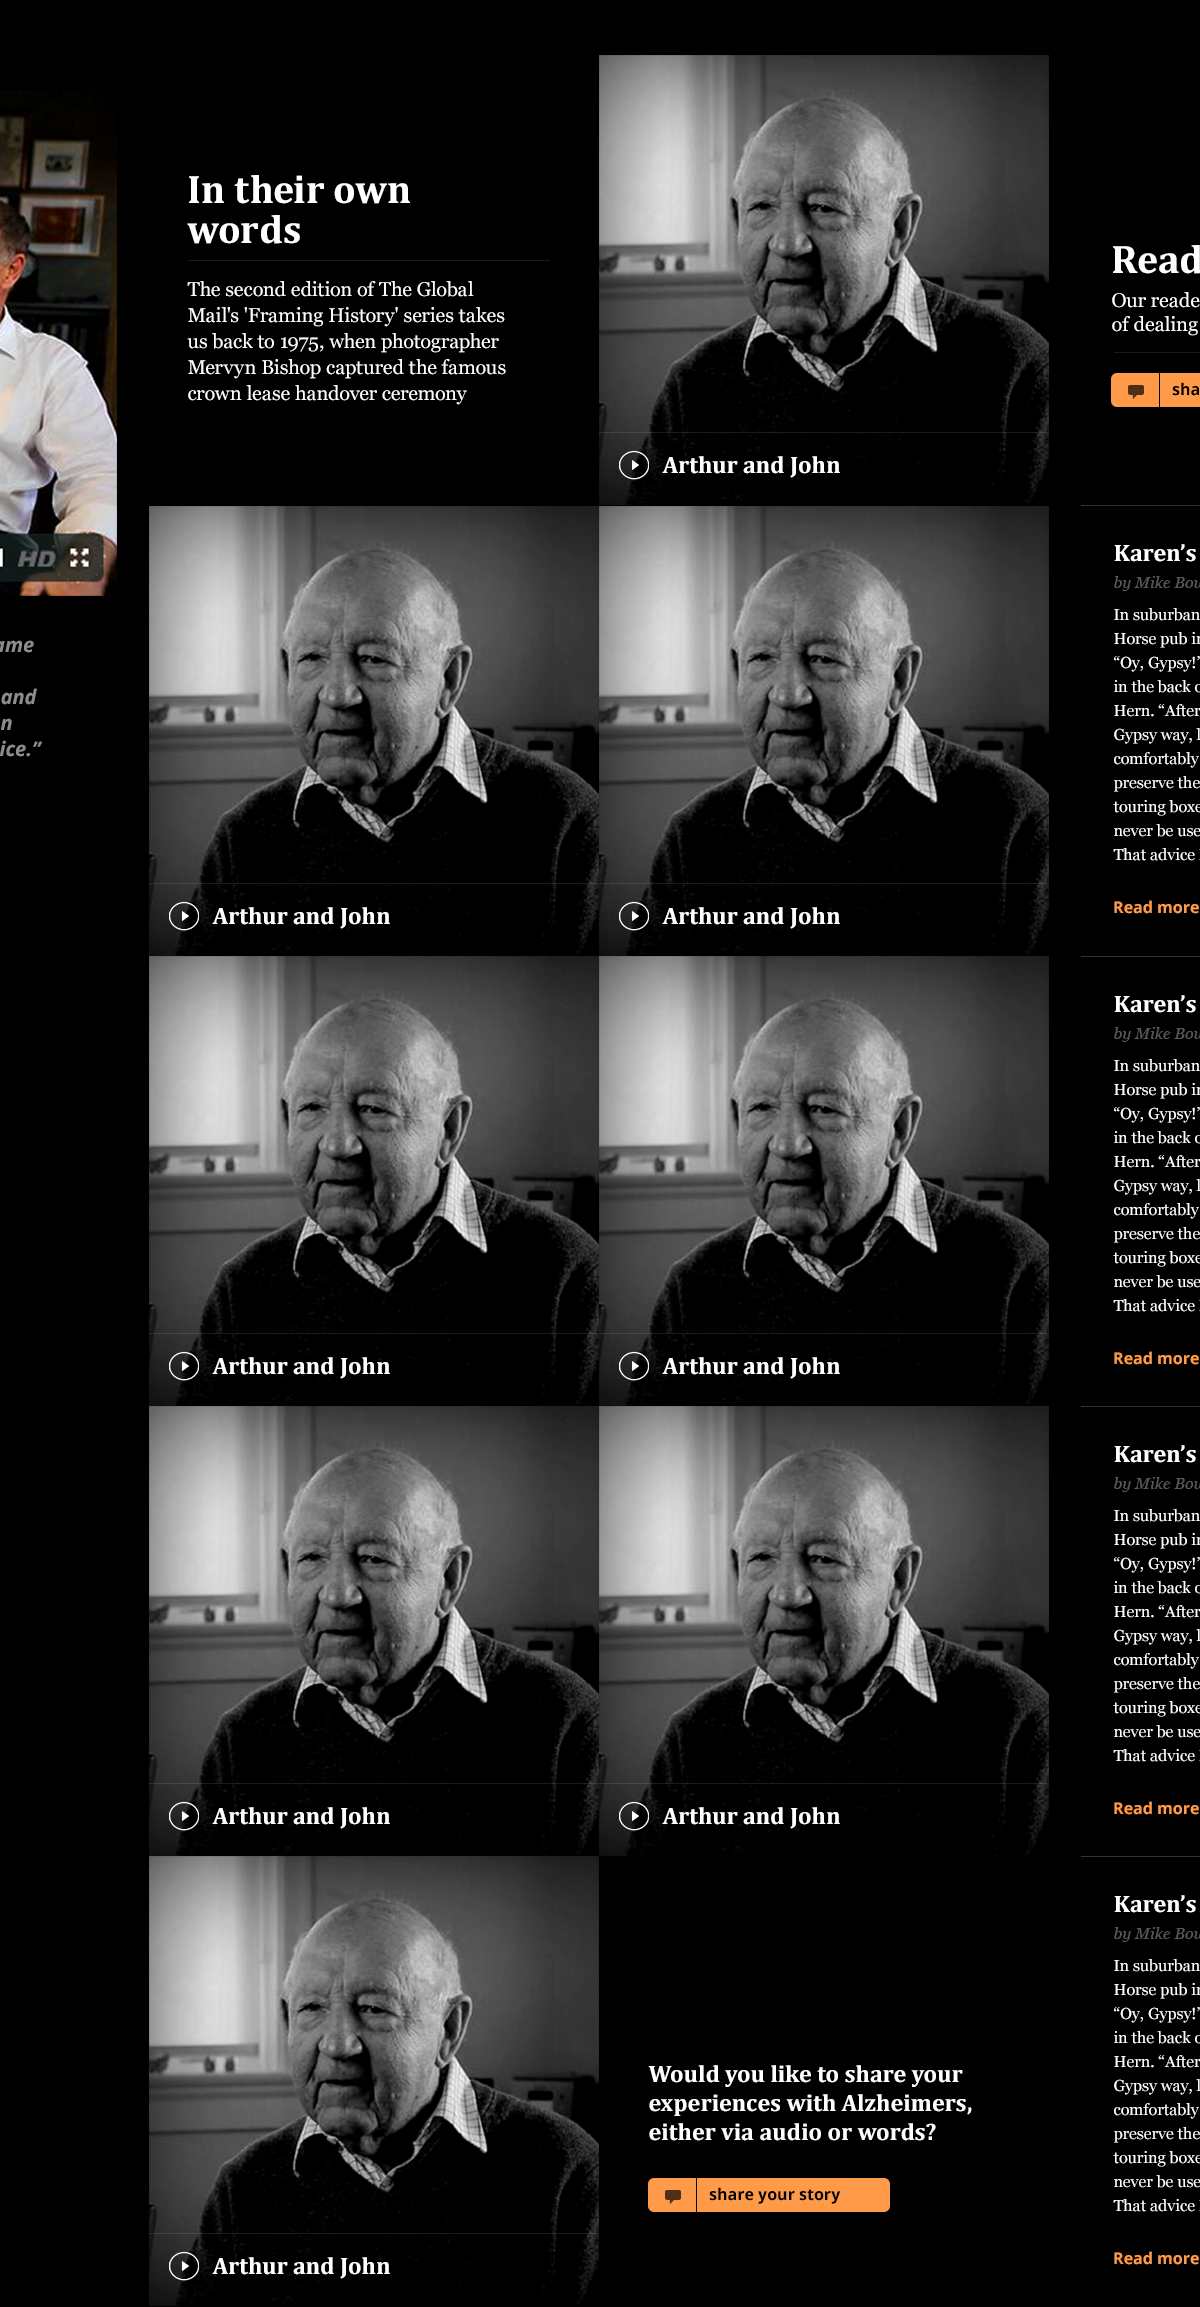 HD
and
ice.”
In their own
words
The second edition of The Global
Mail's 'Framing History' series takes
us back to 1975, when photographer
Mervyn Bishop captured the famous
crown lease handover ceremony
Arthur and John
Arthur and John
Arthur and John
Arthur and John
Arthur and John
Arthur and John
Arthur and John
Arthur and John
Would you like to share your
experiences with Alzheimers,
either via audio or words?
share your story
Read
Our reade
of dealing
sha
Karen’s
by Mike Bou
In suburban
Horse pub in
“Oy, Gypsy!”
in the back o
Hern. “After
Gypsy way, l
comfortably
preserve the
touring boxe
never be use
That advice
Read more
Karen’s
by Mike Bou
In suburban
Horse pub in
“Oy, Gypsy!”
in the back o
Hern. “After
Gypsy way, l
comfortably
preserve the
touring boxe
never be use
That advice
Read more
Karen’s
by Mike Bou
In suburban
Horse pub in
“Oy, Gypsy!”
in the back o
Hern. “After
Gypsy way, l
comfortably
preserve the
touring boxe
never be use
That advice
Read more
Karen’s
by Mike Bou
In suburban
Horse pub in
“Oy, Gypsy!”
in the back o
Hern. “After
Gypsy way, l
comfortably
preserve the
touring boxe
never be use
That advice
Read more